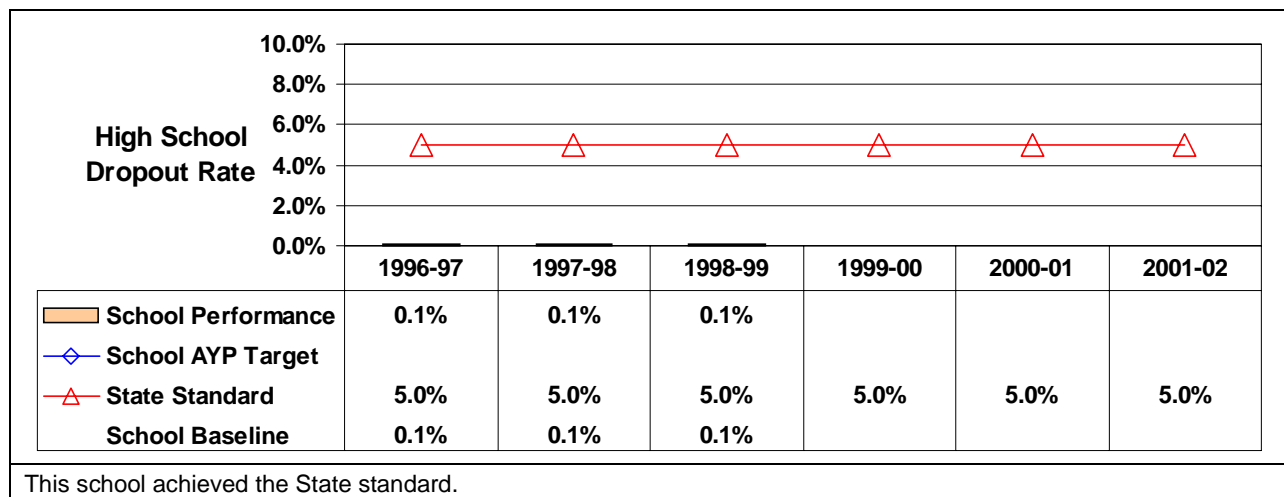 10.0%
8.0%
6.0%
4.0%
2.0%
0.0%
High School
Dropout Rate
1996-97 1997-98 1998-99 1999-00 2000-01 2001-02
School Performance 0.1% 0.1% 0.1%
School AYP Target
State Standard 5.0% 5.0% 5.0% 5.0% 5.0% 5.0%
School Baseline 0.1% 0.1% 0.1%
This school achieved the State standard.